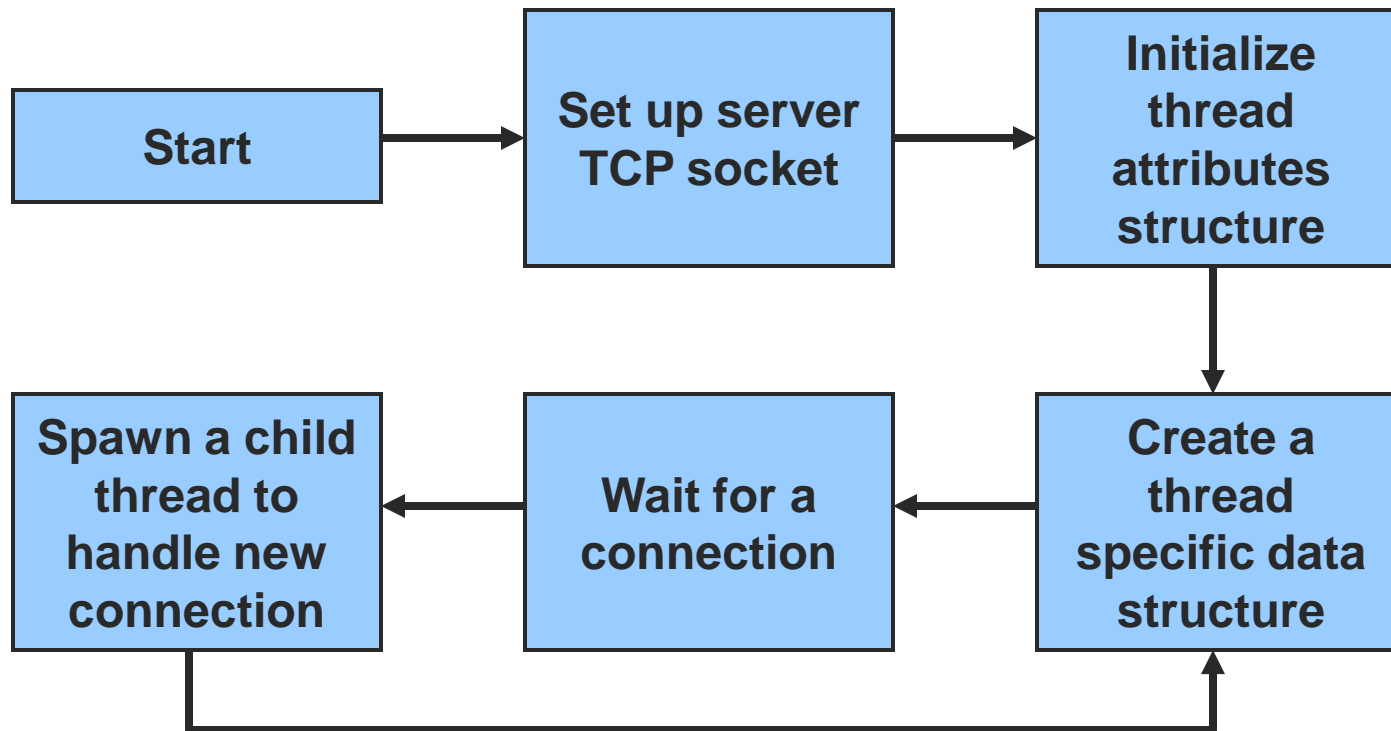 Start
Set up server
TCP socket
Initialize
thread
attributes
structure
Create a
thread
specific data
structure
Wait for a
connection
Spawn a child
thread to
handle new
connection